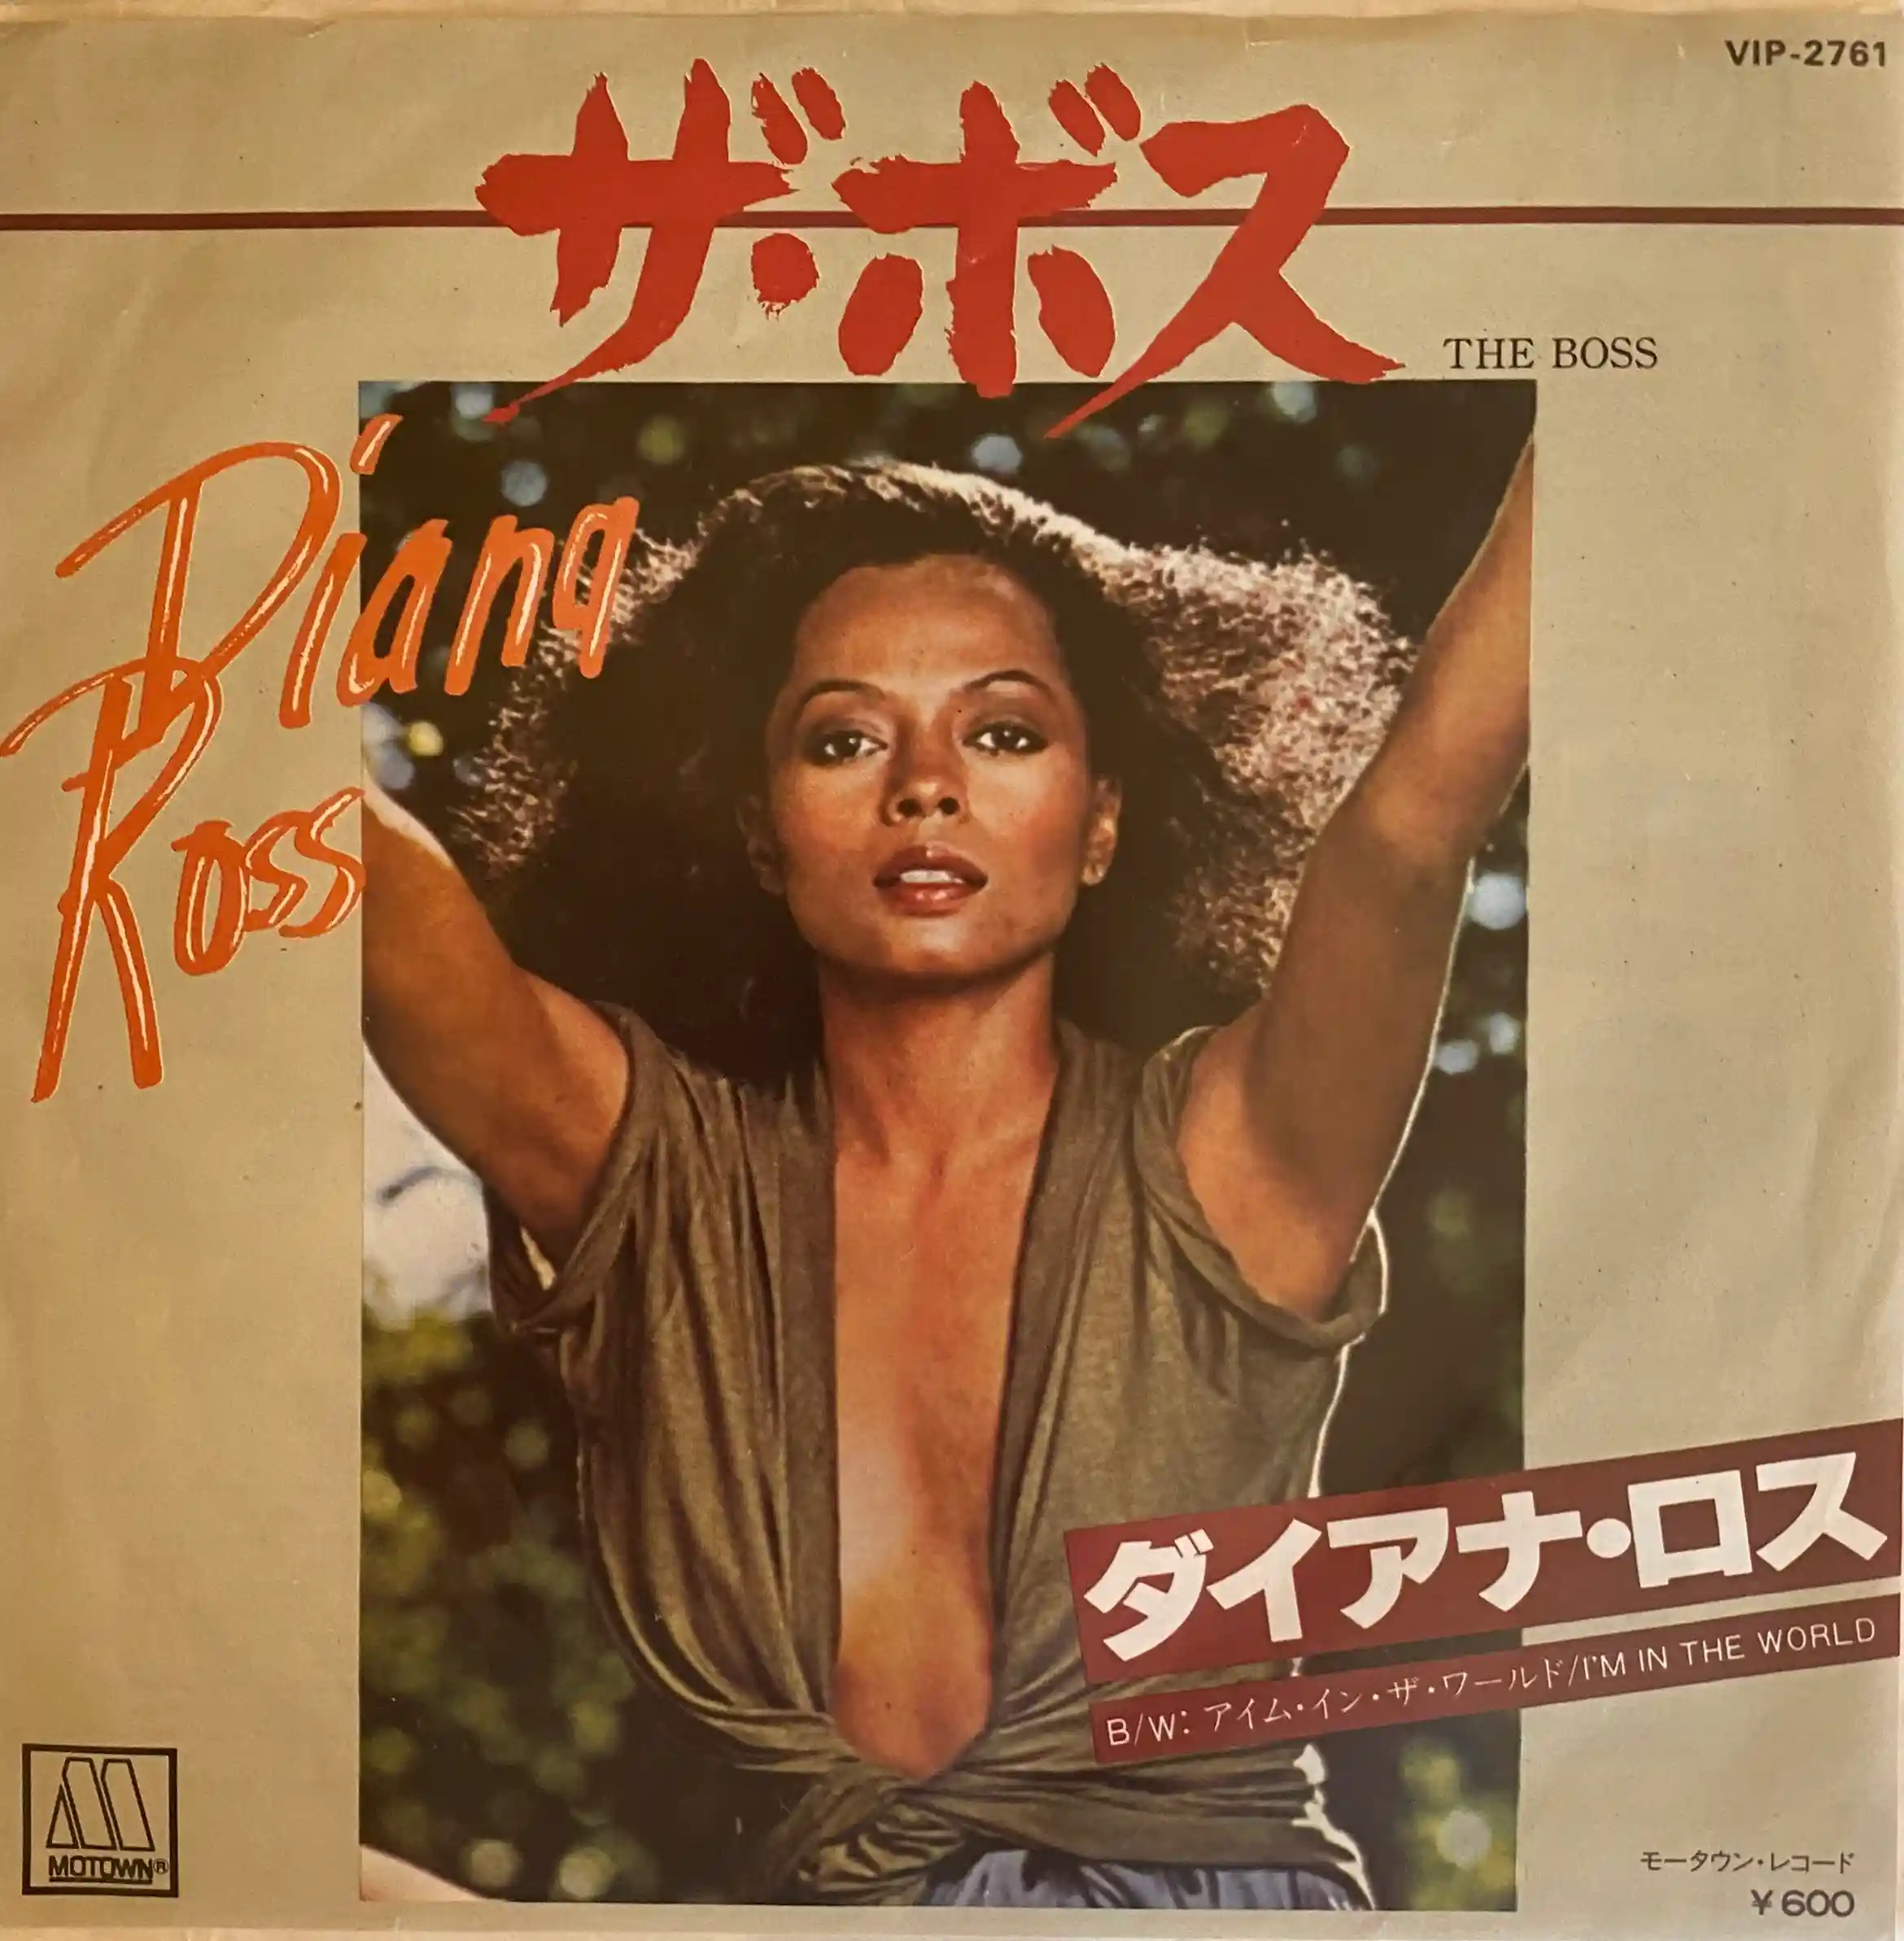 VIP-2761
ザ・ボス
THE BOSS
Diana
Ross
ダイアナ・ロス
B/W: アイム・イン・ザ・ワールド/I'M IN THE WORLD
MOTOWN®
モータウン・レコード
¥600